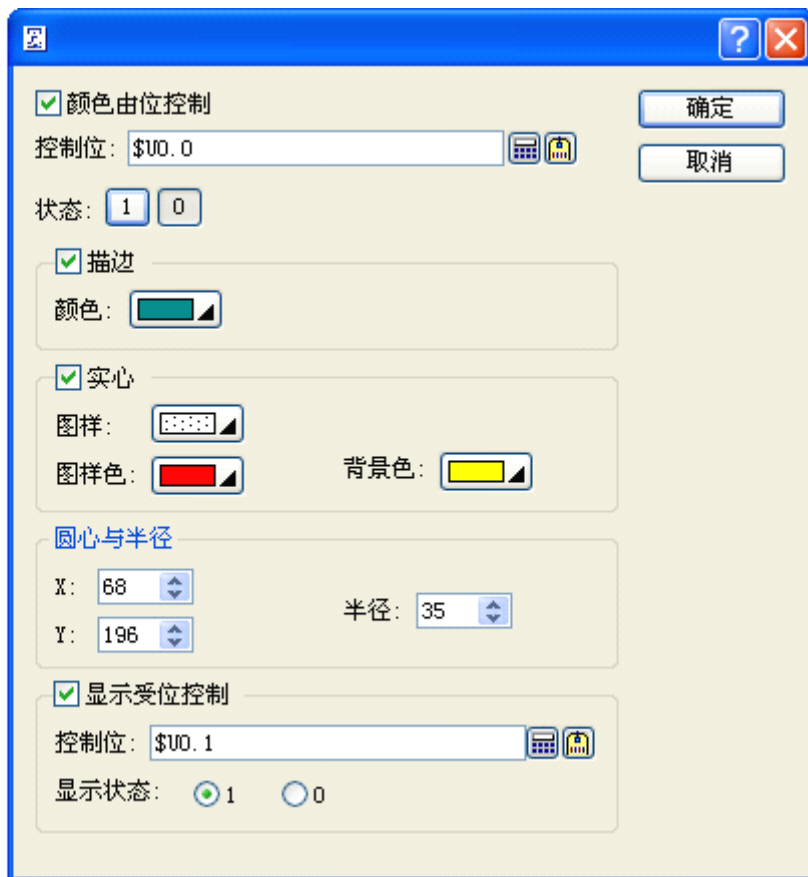 颜色由位控制
确定
控制位: $U0.0
取消
状态: 1 0
描边
颜色:
实心
图样:
图样色: 背景色:
圆心与半径
X: 68
半径: 35
Y: 196
显示受位控制
控制位: $U0.1
显示状态: 1 0